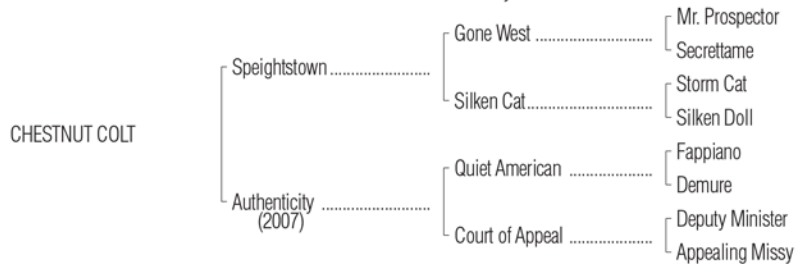 Mr. Prospector
Gone West ........................
Secrettame
Speightstown ....................
Storm Cat
Silken Cat..........................
Silken Doll
CHESTNUT COLT
Fappiano
Quiet American .................
Demure
Authenticity ......................
(2007)
Deputy Minister
Court of Appeal .................
Appealing Missy